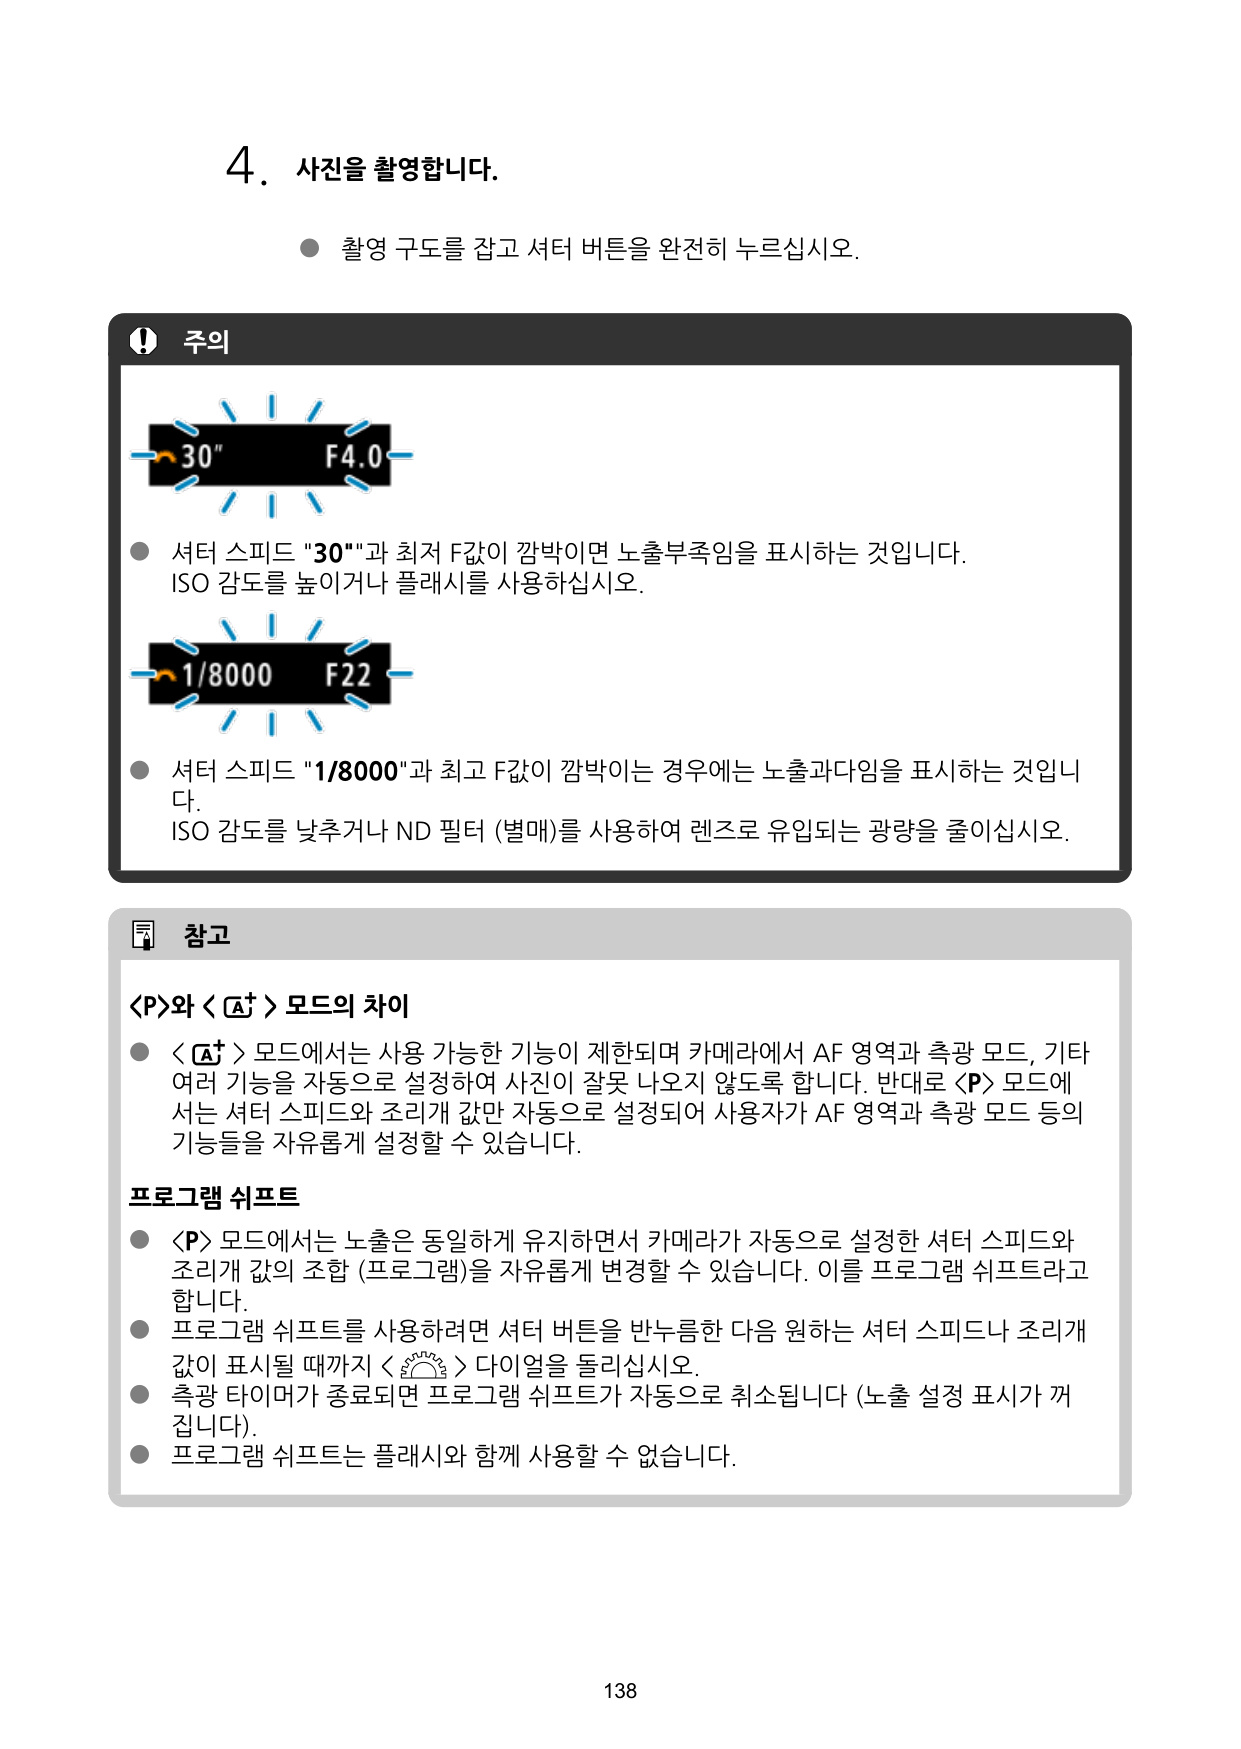 4. 사진을 촬영합니다.
● 촬영 구도를 잡고 셔터 버튼을 완전히 누르십시오.
주의
30" F4.0
● 셔터 스피드 "30""과 최저 F값이 깜박이면 노출부족임을 표시하는 것입니다.
ISO 감도를 높이거나 플래시를 사용하십시오.
1/8000 F22
● 셔터 스피드 "1/8000"과 최고 F값이 깜박이는 경우에는 노출과다임을 표시하는 것입니
다.
ISO 감도를 낮추거나 ND 필터 (별매)를 사용하여 렌즈로 유입되는 광량을 줄이십시오.
참고
<P>와 < A+ > 모드의 차이
● < A+ > 모드에서는 사용 가능한 기능이 제한되며 카메라에서 AF 영역과 측광 모드, 기타
여러 기능을 자동으로 설정하여 사진이 잘못 나오지 않도록 합니다. 반대로 <P> 모드에
서는 셔터 스피드와 조리개 값만 자동으로 설정되어 사용자가 AF 영역과 측광 모드 등의
기능들을 자유롭게 설정할 수 있습니다.
프로그램 쉬프트
● <P> 모드에서는 노출은 동일하게 유지하면서 카메라가 자동으로 설정한 셔터 스피드와
조리개 값의 조합 (프로그램)을 자유롭게 변경할 수 있습니다. 이를 프로그램 쉬프트라고
합니다.
● 프로그램 쉬프트를 사용하려면 셔터 버튼을 반누름한 다음 원하는 셔터 스피드나 조리개
값이 표시될 때까지 < > 다이얼을 돌리십시오.
● 측광 타이머가 종료되면 프로그램 쉬프트가 자동으로 취소됩니다 (노출 설정 표시가 꺼
집니다).
● 프로그램 쉬프트는 플래시와 함께 사용할 수 없습니다.
138